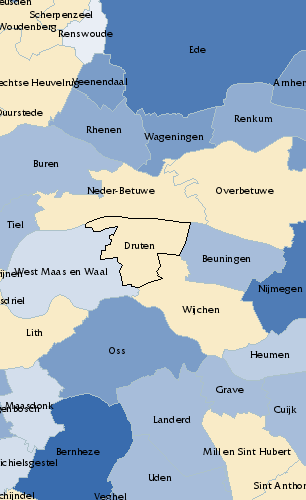 eusden
Scherpenzeel
Woudenberg
Renswoude
Ede
echtse Heuvelrug
Veenendaal
Arnhem
Duurstede
Renkum
Rhenen
Wageningen
Buren
Neder-Betuwe
Overbetuwe
Tiel
Druten
Beuningen
West Maas en Waal
ijnen
Nijmegen
sdriel
Wijchen
Lith
Oss
Heumen
Grave
Maasdonk
genbosch
Cuijk
Landerd
Bernheze
Mill en Sint Hubert
ichielsgestel
Uden
Sint Antho
chijndel
Veghel